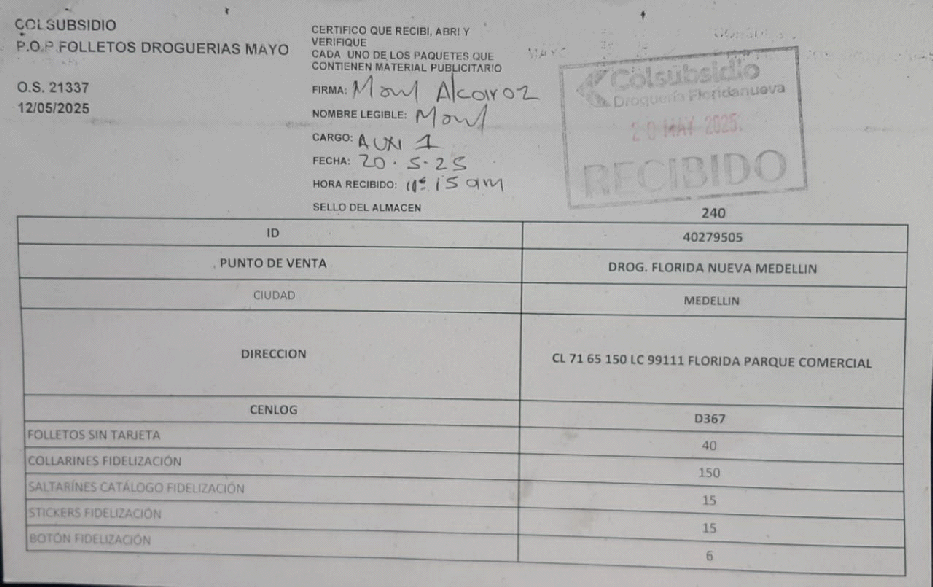 COLSUBSIDIO
P.O.P FOLLETOS DROGUERIAS MAYO
O.S. 21337
12/05/2025
CERTIFICO QUE RECIBI, ABRI Y
VERIFIQUE
CADA UNO DE LOS PAQUETES QUE
CONTIENEN MATERIAL PUBLICITARIO
FIRMA:
NOMBRE LEGIBLE:
CARGO: AUXI 1
FECHA: 20-5-25
HORA RECIBIDO: 11:15 am
SELLO DEL ALMACEN
Colsubsidio
Droguería Floridanueva
20 MAY 2025.
RECIBIDO
240
ID 40279505
PUNTO DE VENTA DROG. FLORIDA NUEVA MEDELLIN
CIUDAD MEDELLIN
DIRECCION CL 71 65 150 LC 99111 FLORIDA PARQUE COMERCIAL
CENLOG D367
FOLLETOS SIN TARJETA 40
COLLARINES FIDELIZACIÓN 150
SALTARINES CATÁLOGO FIDELIZACIÓN 15
STICKERS FIDELIZACIÓN 15
BOTÓN FIDELIZACIÓN 6